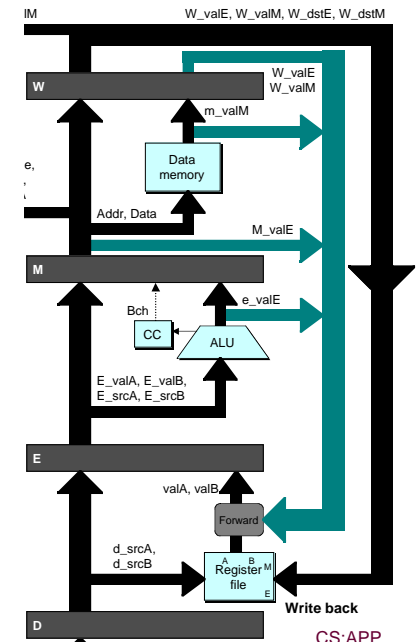 IM
W_valE, W_valM, W_dstE, W_dstM
W_valE
W_valM
W
m_valM
Data
memory
e,
,
Addr, Data
M_valE
M
Bch
e_valE
CC
ALU
E_valA, E_valB,
E_srcA, E_srcB
E
valA, valB
Forward
d_srcA,
d_srcB
A B
Register M
file
E
Write back
D
CS:APP